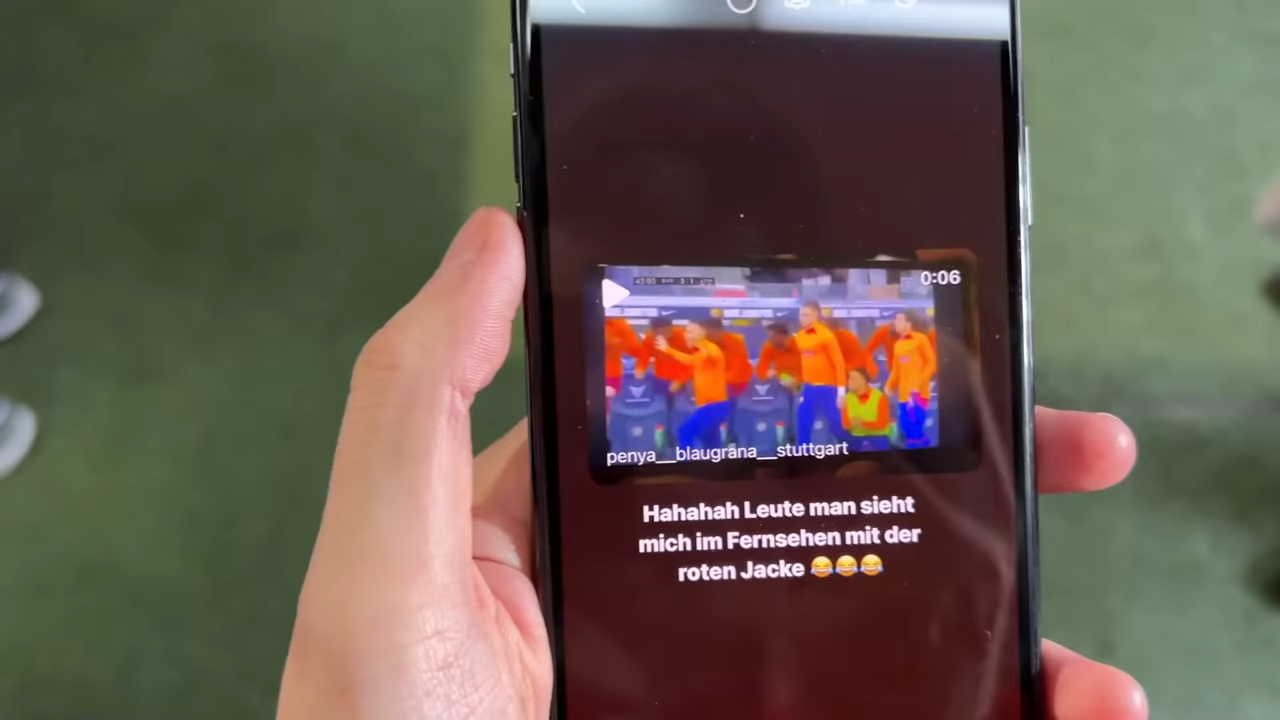 0:06
penya__blaugrana__stuttgart
Hahahah Leute man sieht
mich im Fernsehen mit der
roten Jacke 😂😂😂